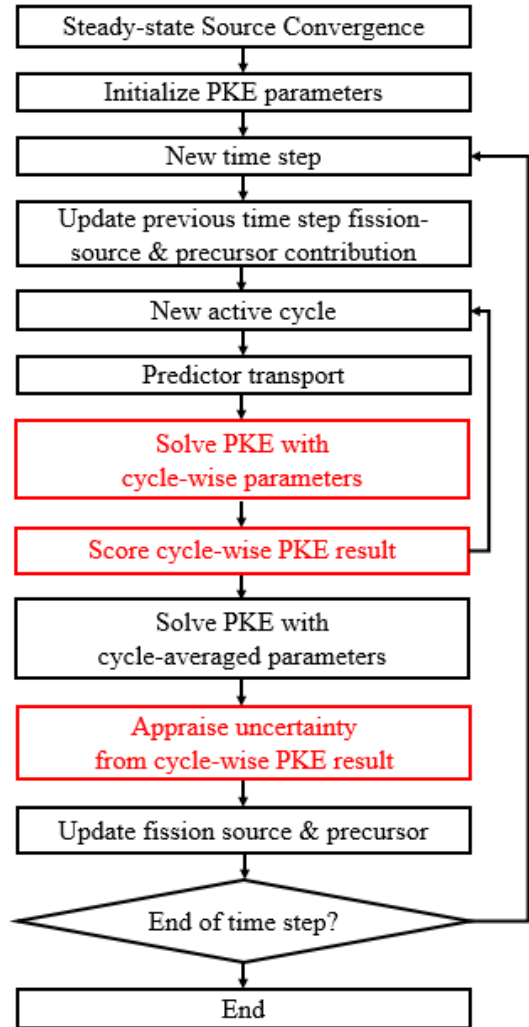 Steady-state Source Convergence
Initialize PKE parameters
New time step
Update previous time step fission-
source & precursor contribution
New active cycle
Predictor transport
Solve PKE with
cycle-wise parameters
Score cycle-wise PKE result
Solve PKE with
cycle-averaged parameters
Appraise uncertainty
from cycle-wise PKE result
Update fission source & precursor
End of time step?
End